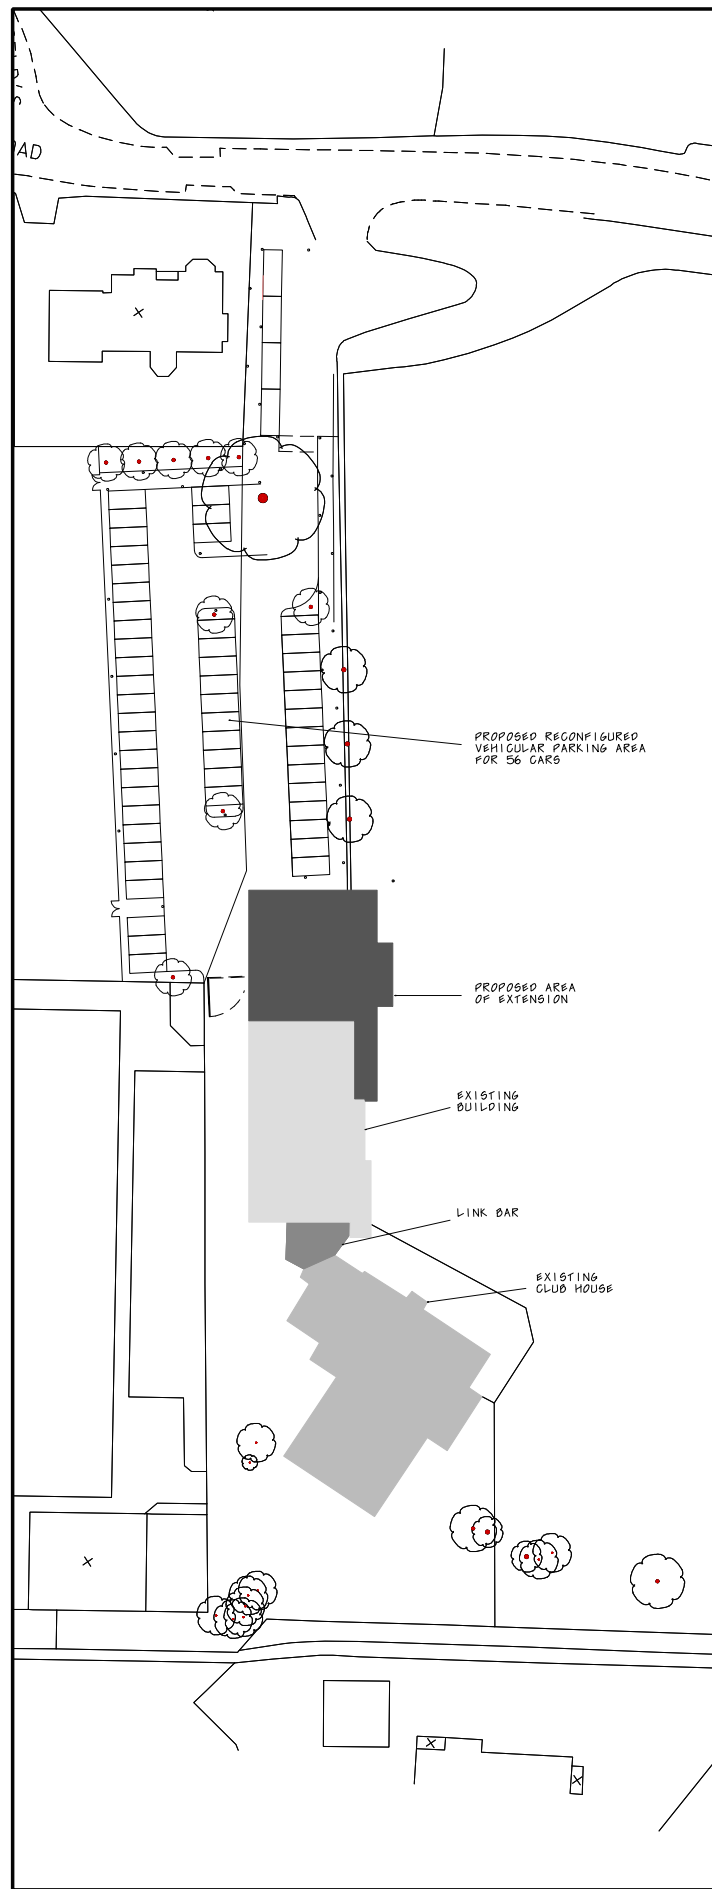 AD
PROPOSED RECONFIGURED
VEHICULAR PARKING AREA
FOR 56 CARS
PROPOSED AREA
OF EXTENSION
EXISTING
BUILDING
LINK BAR
EXISTING
CLUB HOUSE